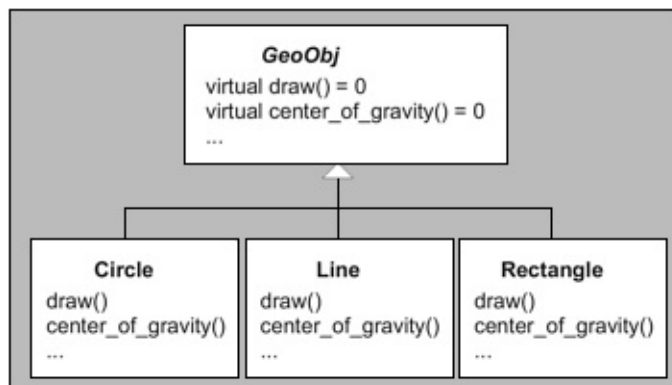 GeoObj
virtual draw() = 0
virtual center_of_gravity() = 0
...
Circle
draw()
center_of_gravity()
...
Line
draw()
center_of_gravity()
...
Rectangle
draw()
center_of_gravity()
...